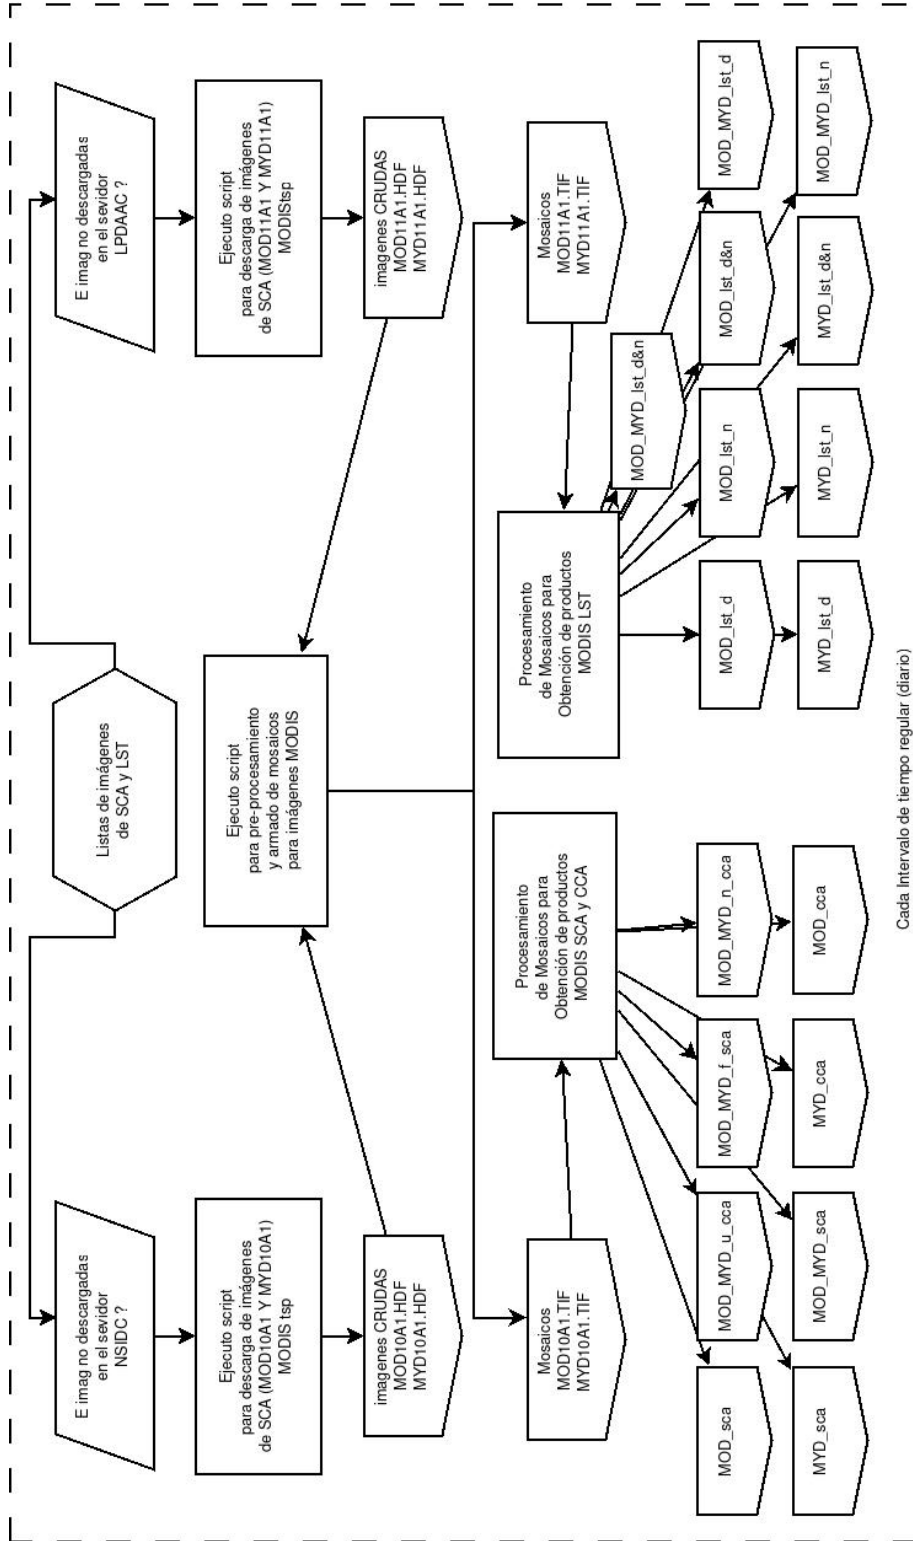 Listas de imágenes
de SCA y LST
E imag no descargadas
en el sevidor
NSIDC ?
E imag no descargadas
en el sevidor
LPDAAC ?
Ejecuto script
para descarga de imágenes
de SCA (MOD10A1 Y MYD10A1)
MODIS tsp
Ejecuto script
para pre-procesamiento
y armado de mosaicos
para imágenes MODIS
Ejecuto script
para descarga de imágenes
de SCA (MOD11A1 Y MYD11A1)
MODIStsp
imagenes CRUDAS
MOD10A1.HDF
MYD10A1.HDF
imagenes CRUDAS
MOD11A1.HDF
MYD11A1.HDF
Mosaicos
MOD10A1.TIF
MYD10A1.TIF
Procesamiento
de Mosaicos para
Obtención de productos
MODIS SCA y CCA
Procesamiento
de Mosaicos para
Obtención de productos
MODIS LST
Mosaicos
MOD11A1.TIF
MYD11A1.TIF
MOD_MYD_lst_d&n
MOD_sca
MOD_MYD_u_cca
MOD_MYD_f_sca
MOD_MYD_n_cca
MOD_lst_d
MOD_lst_n
MOD_lst_d&n
MOD_MYD_lst_d
MYD_sca
MOD_MYD_sca
MYD_cca
MOD_cca
MYD_lst_d
MYD_lst_n
MYD_lst_d&n
MOD_MYD_lst_n
Cada Intervalo de tiempo regular (diario)